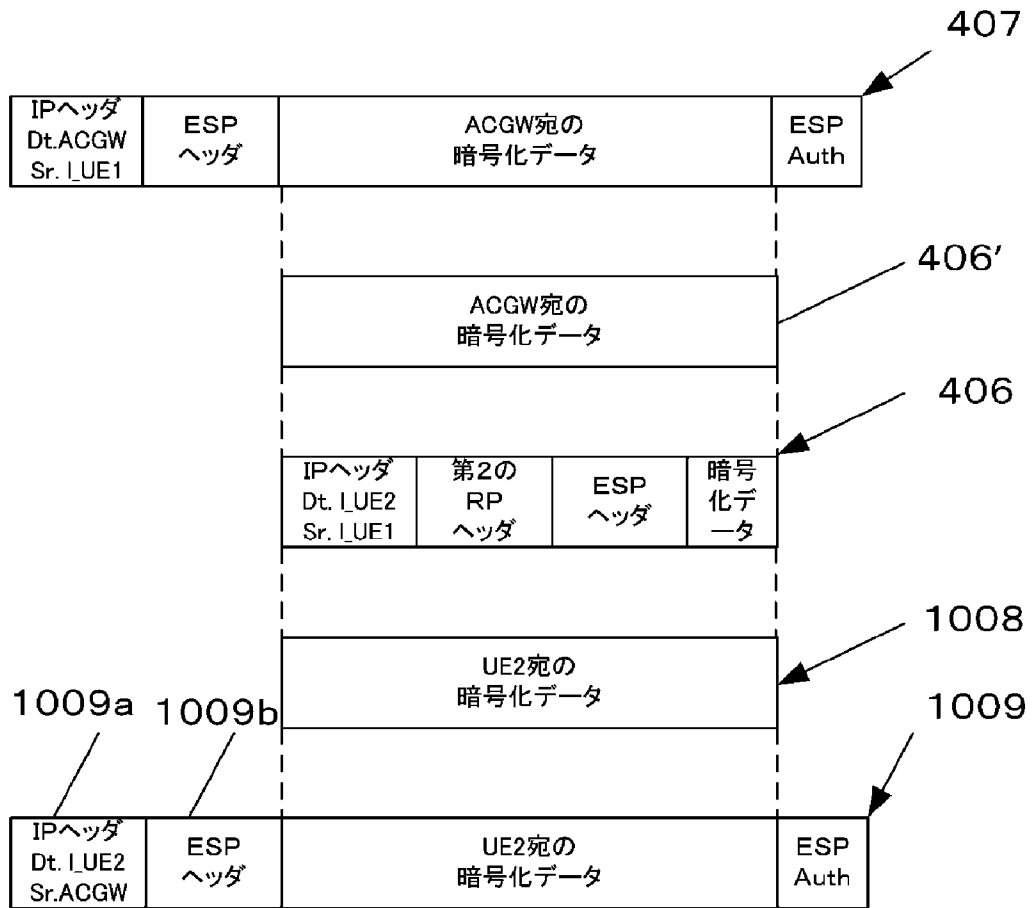 407
IPヘッダ
Dt.ACGW
Sr. I_UE1
ESP
ヘッダ
ACGW宛の
暗号化データ
ESP
Auth
406’
ACGW宛の
暗号化データ
406
IPヘッダ
Dt. I_UE2
Sr. I_UE1
第2の
RP
ヘッダ
ESP
ヘッダ
暗号
化デ
ータ
1008
UE2宛の
暗号化データ
1009a
1009b
1009
IPヘッダ
Dt. I_UE2
Sr.ACGW
ESP
ヘッダ
UE2宛の
暗号化データ
ESP
Auth